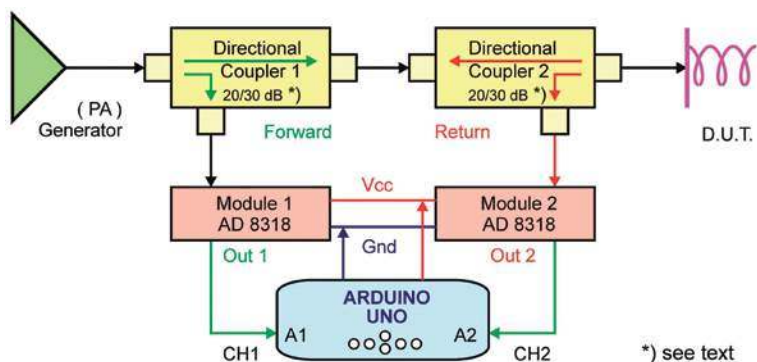 ( PA )
Generator
Directional
Coupler 1
20/30 dB *)
Forward
Directional
Coupler 2
20/30 dB *)
Return
D.U.T.
Module 1
AD 8318
Vcc
Gnd
Module 2
AD 8318
Out 1
Out 2
ARDUINO
UNO
A1
A2
CH1
CH2
*) see text